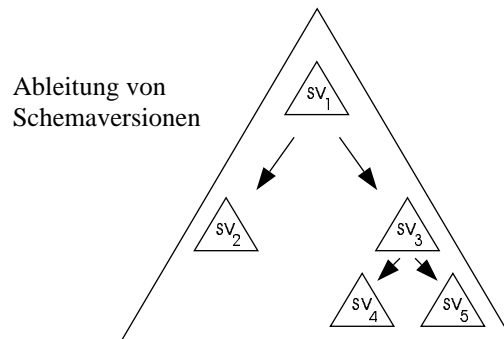 Ableitung von
Schemaversionen
SV1
SV2
SV3
SV4
SV5